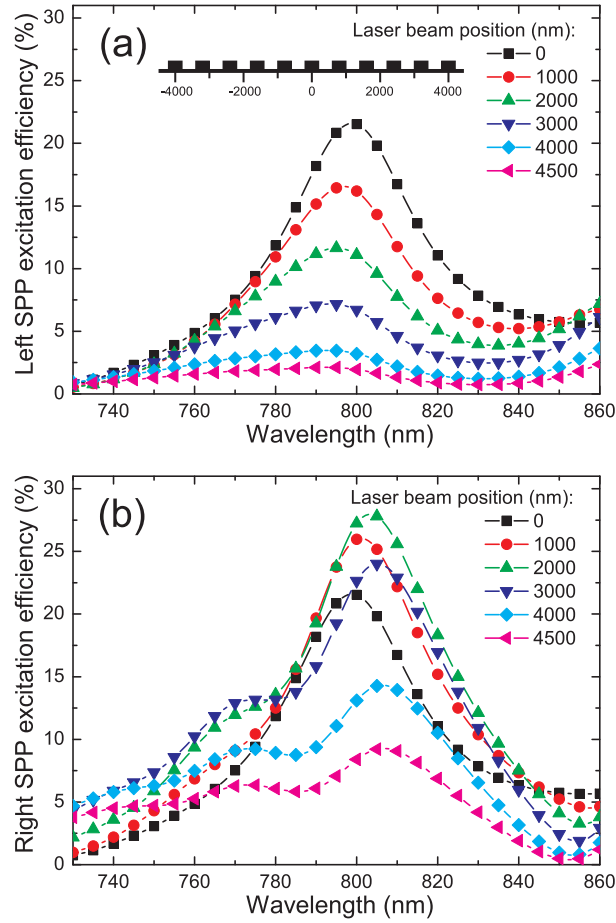 (a)
Laser beam position (nm):
0
1000
2000
3000
4000
4500
-4000 -2000 0 2000 4000
30
25
20
15
10
5
0
Left SPP excitation efficiency (%)
740 760 780 800 820 840 860
Wavelength (nm)
(b)
Laser beam position (nm):
0
1000
2000
3000
4000
4500
30
25
20
15
10
5
0
Right SPP excitation efficiency (%)
740 760 780 800 820 840 860
Wavelength (nm)